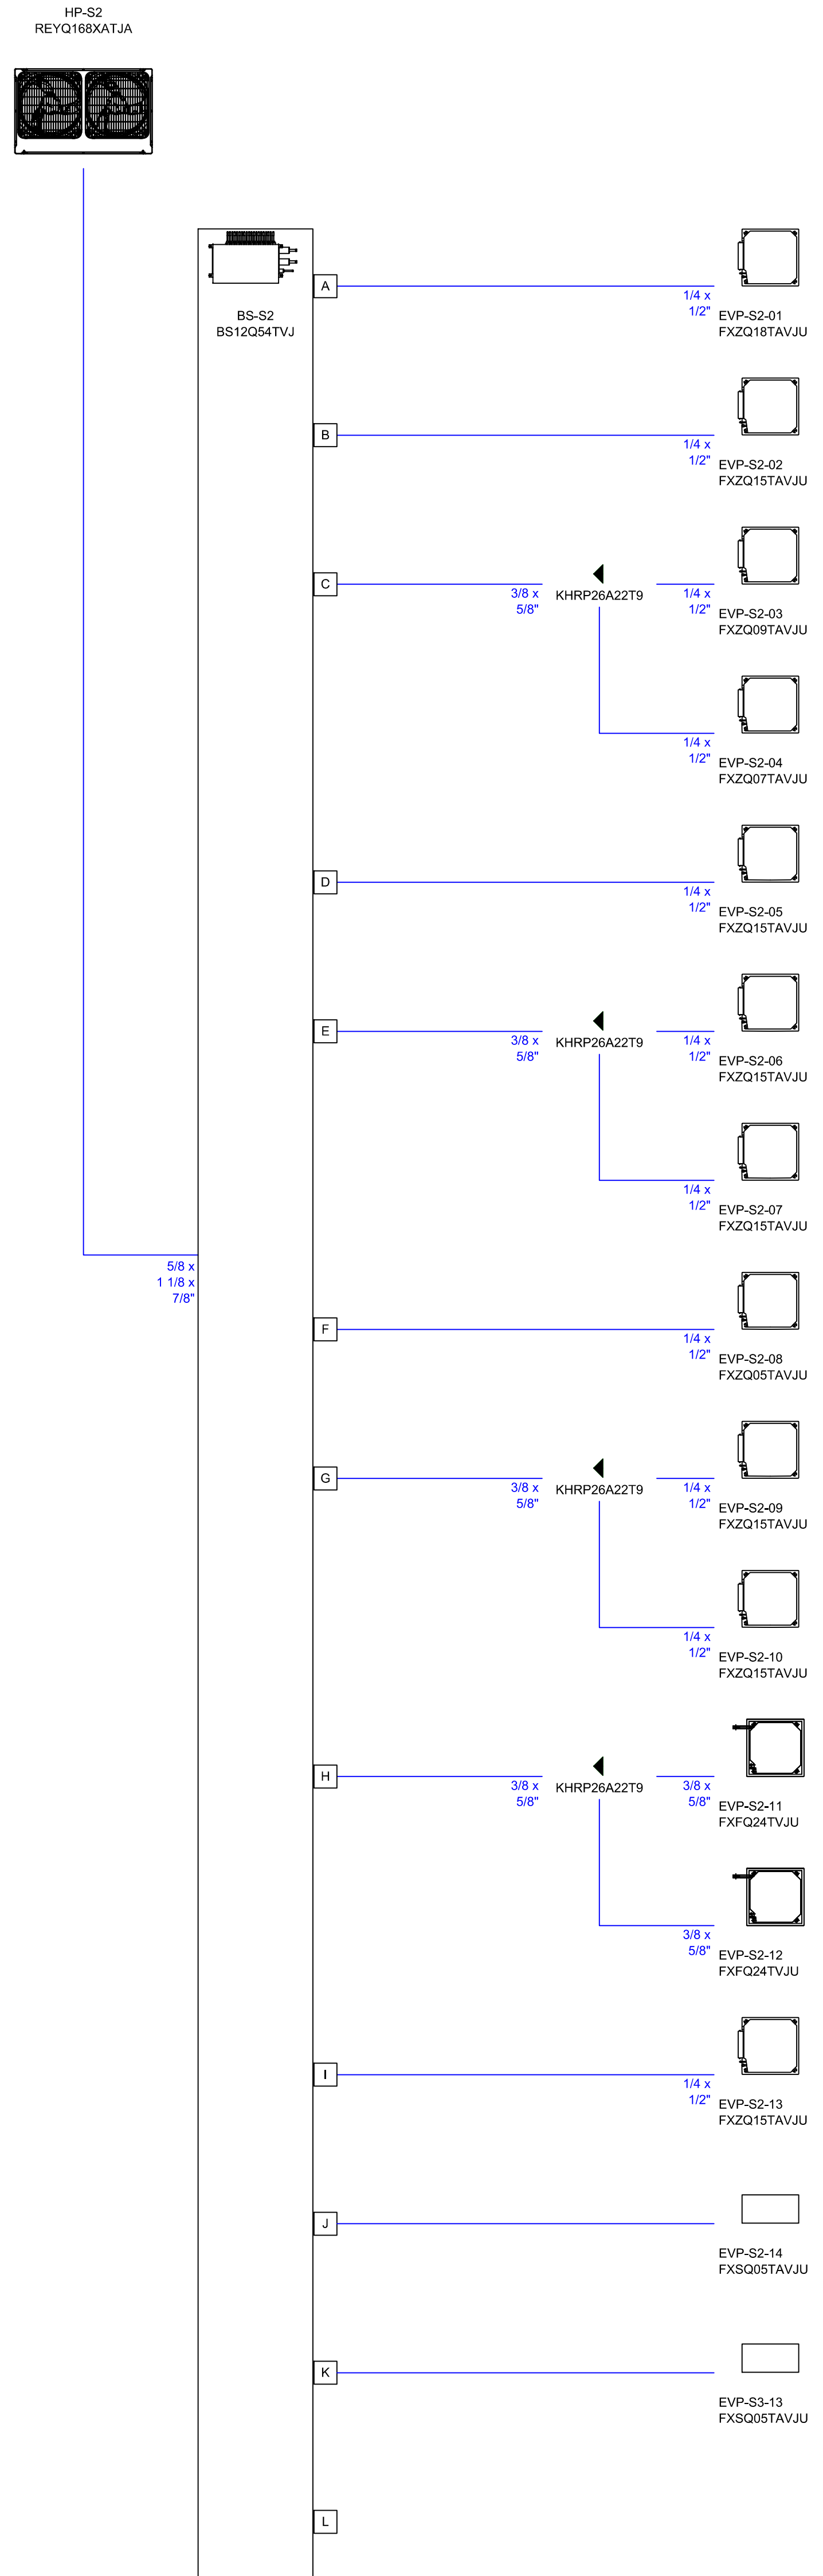 HP-S2
REYQ168XATJA
BS-S2
BS12Q54TVJ
A
1/4 x
1/2"
EVP-S2-01
FXZQ18TAVJU
B
1/4 x
1/2"
EVP-S2-02
FXZQ15TAVJU
C
3/8 x
5/8"
KHRP26A22T9
1/4 x
1/2"
EVP-S2-03
FXZQ09TAVJU
1/4 x
1/2"
EVP-S2-04
FXZQ07TAVJU
D
1/4 x
1/2"
EVP-S2-05
FXZQ15TAVJU
E
3/8 x
5/8"
KHRP26A22T9
1/4 x
1/2"
EVP-S2-06
FXZQ15TAVJU
1/4 x
1/2"
EVP-S2-07
FXZQ15TAVJU
5/8 x
1 1/8 x
7/8"
F
1/4 x
1/2"
EVP-S2-08
FXZQ05TAVJU
G
3/8 x
5/8"
KHRP26A22T9
1/4 x
1/2"
EVP-S2-09
FXZQ15TAVJU
1/4 x
1/2"
EVP-S2-10
FXZQ15TAVJU
H
3/8 x
5/8"
KHRP26A22T9
3/8 x
5/8"
EVP-S2-11
FXFQ24TVJU
3/8 x
5/8"
EVP-S2-12
FXFQ24TVJU
I
1/4 x
1/2"
EVP-S2-13
FXZQ15TAVJU
J
EVP-S2-14
FXSQ05TAVJU
K
EVP-S3-13
FXSQ05TAVJU
L